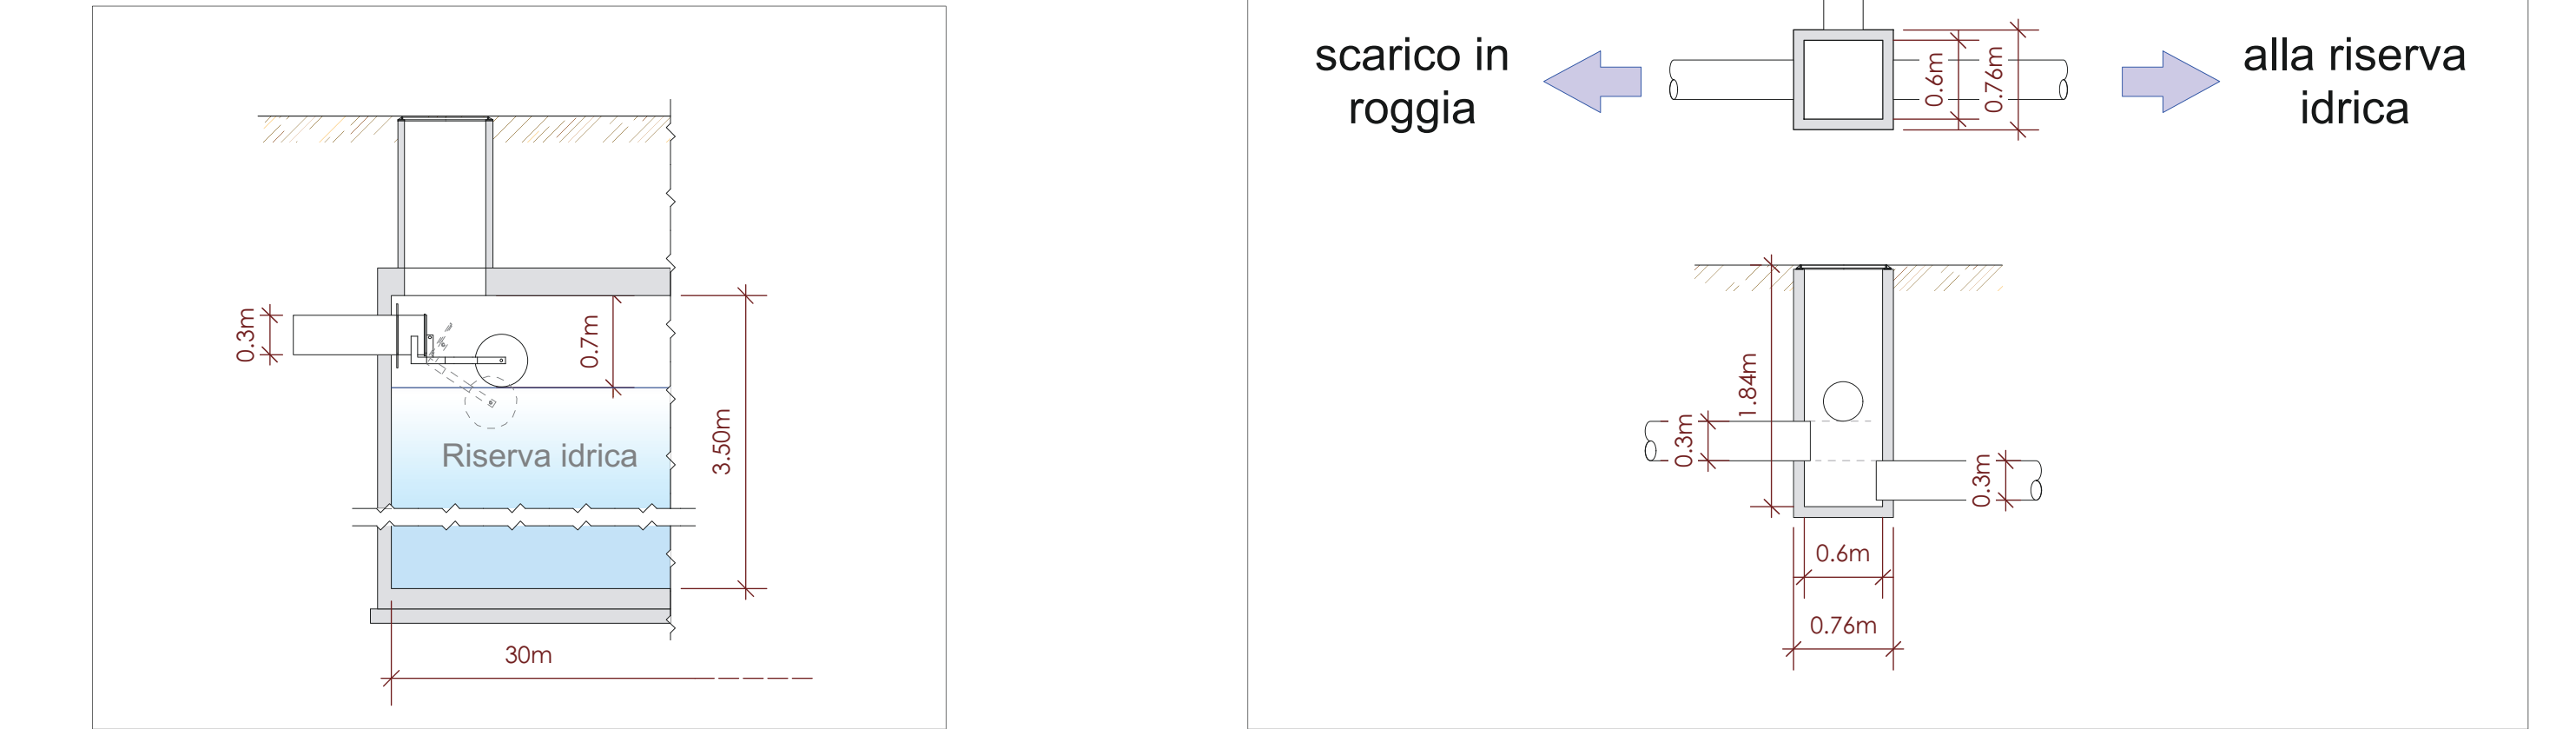 0.3m
0.7m
3.50m
Riserva idrica
30m
scarico in
roggia
0.6m
0.76m
alla riserva
idrica
1.84m
0.3m
0.3m
0.6m
0.76m